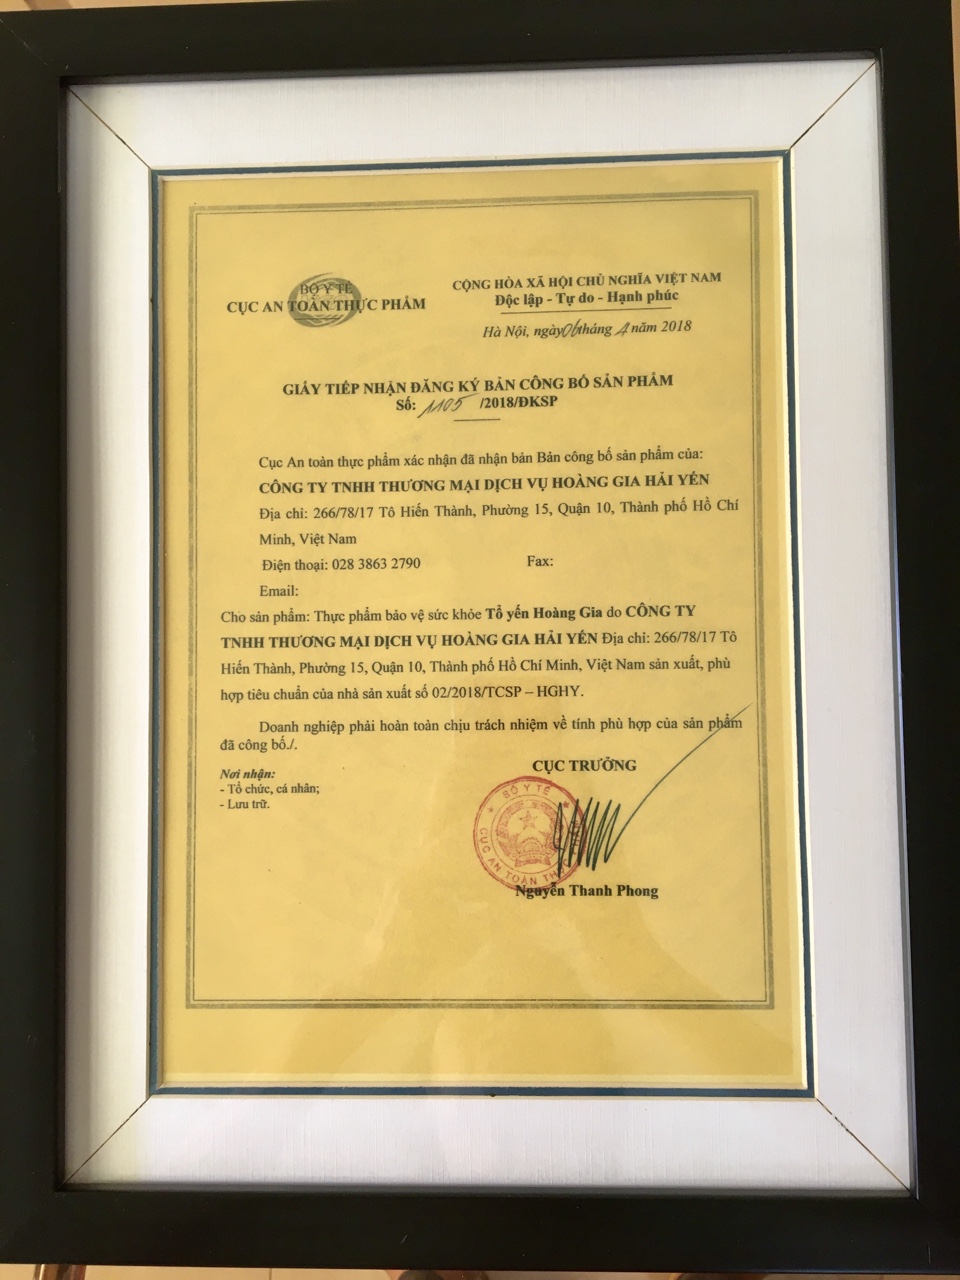 BỘ Y TẾ
CỤC AN TOÀN THỰC PHẨM
CỘNG HÒA XÃ HỘI CHỦ NGHĨA VIỆT NAM
Độc lập - Tự do - Hạnh phúc
Hà Nội, ngày 06 tháng 4 năm 2018
GIẤY TIẾP NHẬN ĐĂNG KÝ BẢN CÔNG BỐ SẢN PHẨM
Số: 1105 /2018/ĐKSP
Cục An toàn thực phẩm xác nhận đã nhận bản Bản công bố sản phẩm của:
CÔNG TY TNHH THƯƠNG MẠI DỊCH VỤ HOÀNG GIA HẢI YẾN
Địa chỉ: 266/78/17 Tô Hiến Thành, Phường 15, Quận 10, Thành phố Hồ Chí
Minh, Việt Nam
Điện thoại: 028 3863 2790 Fax:
Email:
Cho sản phẩm: Thực phẩm bảo vệ sức khỏe Tổ yến Hoàng Gia do CÔNG TY
TNHH THƯƠNG MẠI DỊCH VỤ HOÀNG GIA HẢI YẾN Địa chỉ: 266/78/17 Tô
Hiến Thành, Phường 15, Quận 10, Thành phố Hồ Chí Minh, Việt Nam sản xuất, phù
hợp tiêu chuẩn của nhà sản xuất số 02/2018/TCSP – HGHY.
Doanh nghiệp phải hoàn toàn chịu trách nhiệm về tính phù hợp của sản phẩm
đã công bố./.
Nơi nhận:
- Tổ chức, cá nhân;
- Lưu trữ.
CỤC TRƯỞNG
BỘ Y TẾ
CỤC AN TOÀN
Nguyễn Thanh Phong